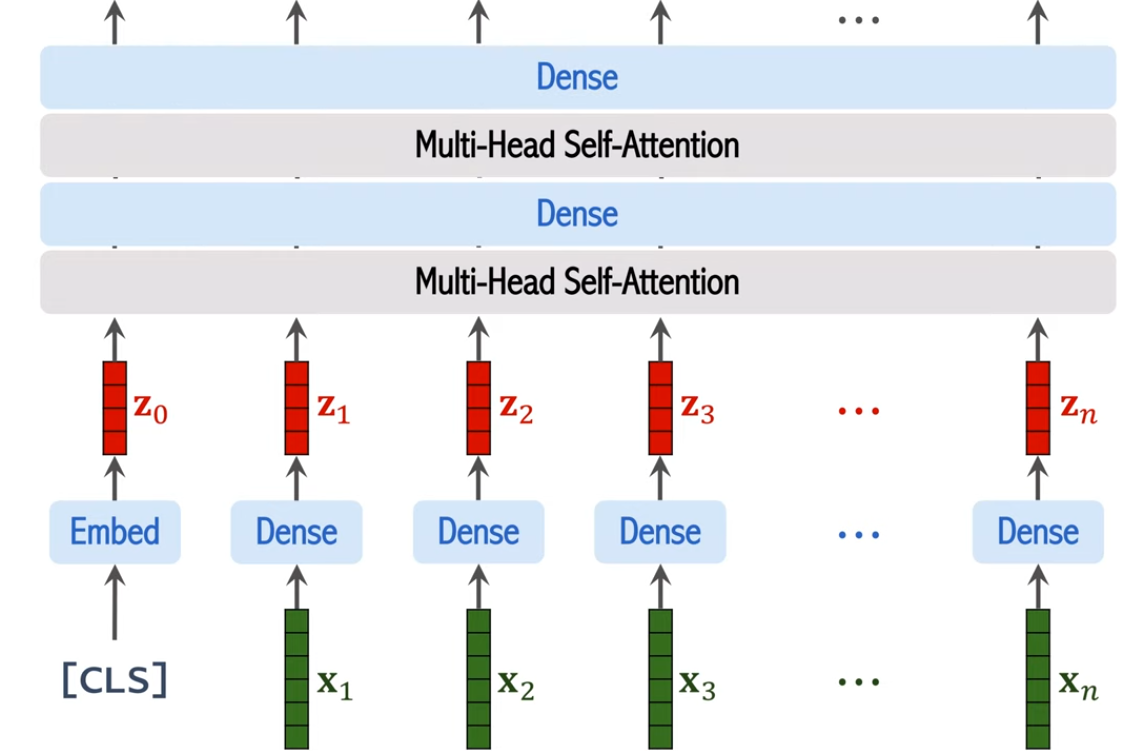 ...
Dense
Multi-Head Self-Attention
Dense
Multi-Head Self-Attention
z₀ z₁ z₂ z₃ ... zₙ
Embed Dense Dense Dense ... Dense
[CLS] x₁ x₂ x₃ ... xₙ